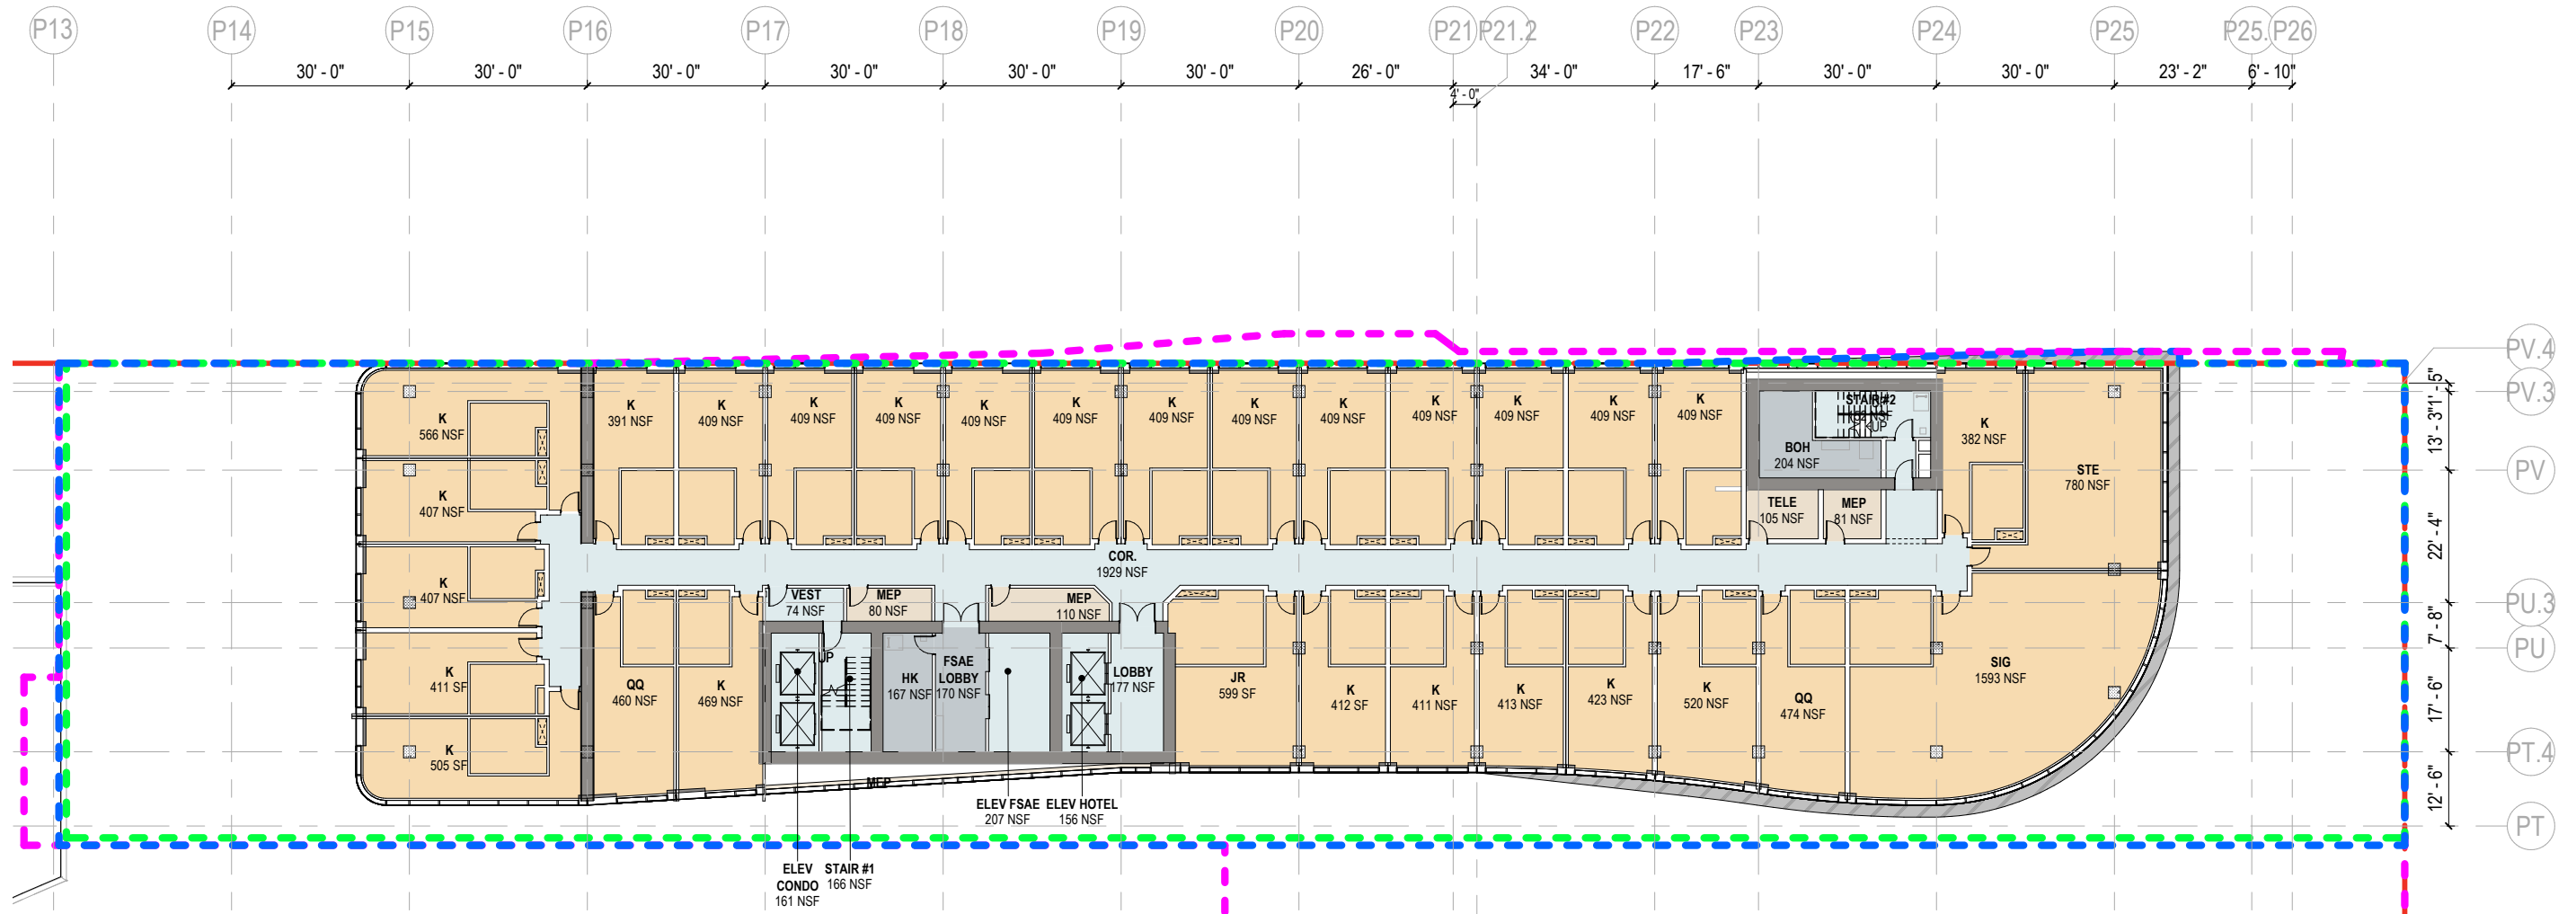 P13
P14
P15
P16
P17
P18
P19
P20
P21
P21.2
P22
P23
P24
P25
P25.
P26
30' - 0"
30' - 0"
30' - 0"
30' - 0"
30' - 0"
30' - 0"
26' - 0"
34' - 0"
17' - 6"
30' - 0"
30' - 0"
23' - 2"
6' - 10"
4' - 0"
PV.4
PV.3
PV
PU.3
PU
PT.4
PT
1' - 5"
13' - 3"
22' - 4"
7' - 8"
17' - 6"
12' - 6"
K
566 NSF
K
391 NSF
K
409 NSF
K
409 NSF
K
409 NSF
K
409 NSF
K
409 NSF
K
409 NSF
K
409 NSF
K
409 NSF
K
409 NSF
K
409 NSF
K
409 NSF
K
409 NSF
STAIR #2
UP
BOH
204 NSF
K
382 NSF
STE
780 NSF
K
407 NSF
TELE
105 NSF
MEP
81 NSF
COR.
1929 NSF
K
407 NSF
VEST
74 NSF
MEP
80 NSF
MEP
110 NSF
K
411 SF
QQ
460 NSF
K
469 NSF
UP
HK
167 NSF
FSAE
LOBBY
170 NSF
LOBBY
177 NSF
JR
599 SF
K
412 SF
K
411 NSF
K
413 NSF
K
423 NSF
K
520 NSF
QQ
474 NSF
SIG
1593 NSF
K
505 SF
MEP
ELEV FSAE
207 NSF
ELEV HOTEL
156 NSF
ELEV
CONDO
161 NSF
STAIR #1
166 NSF